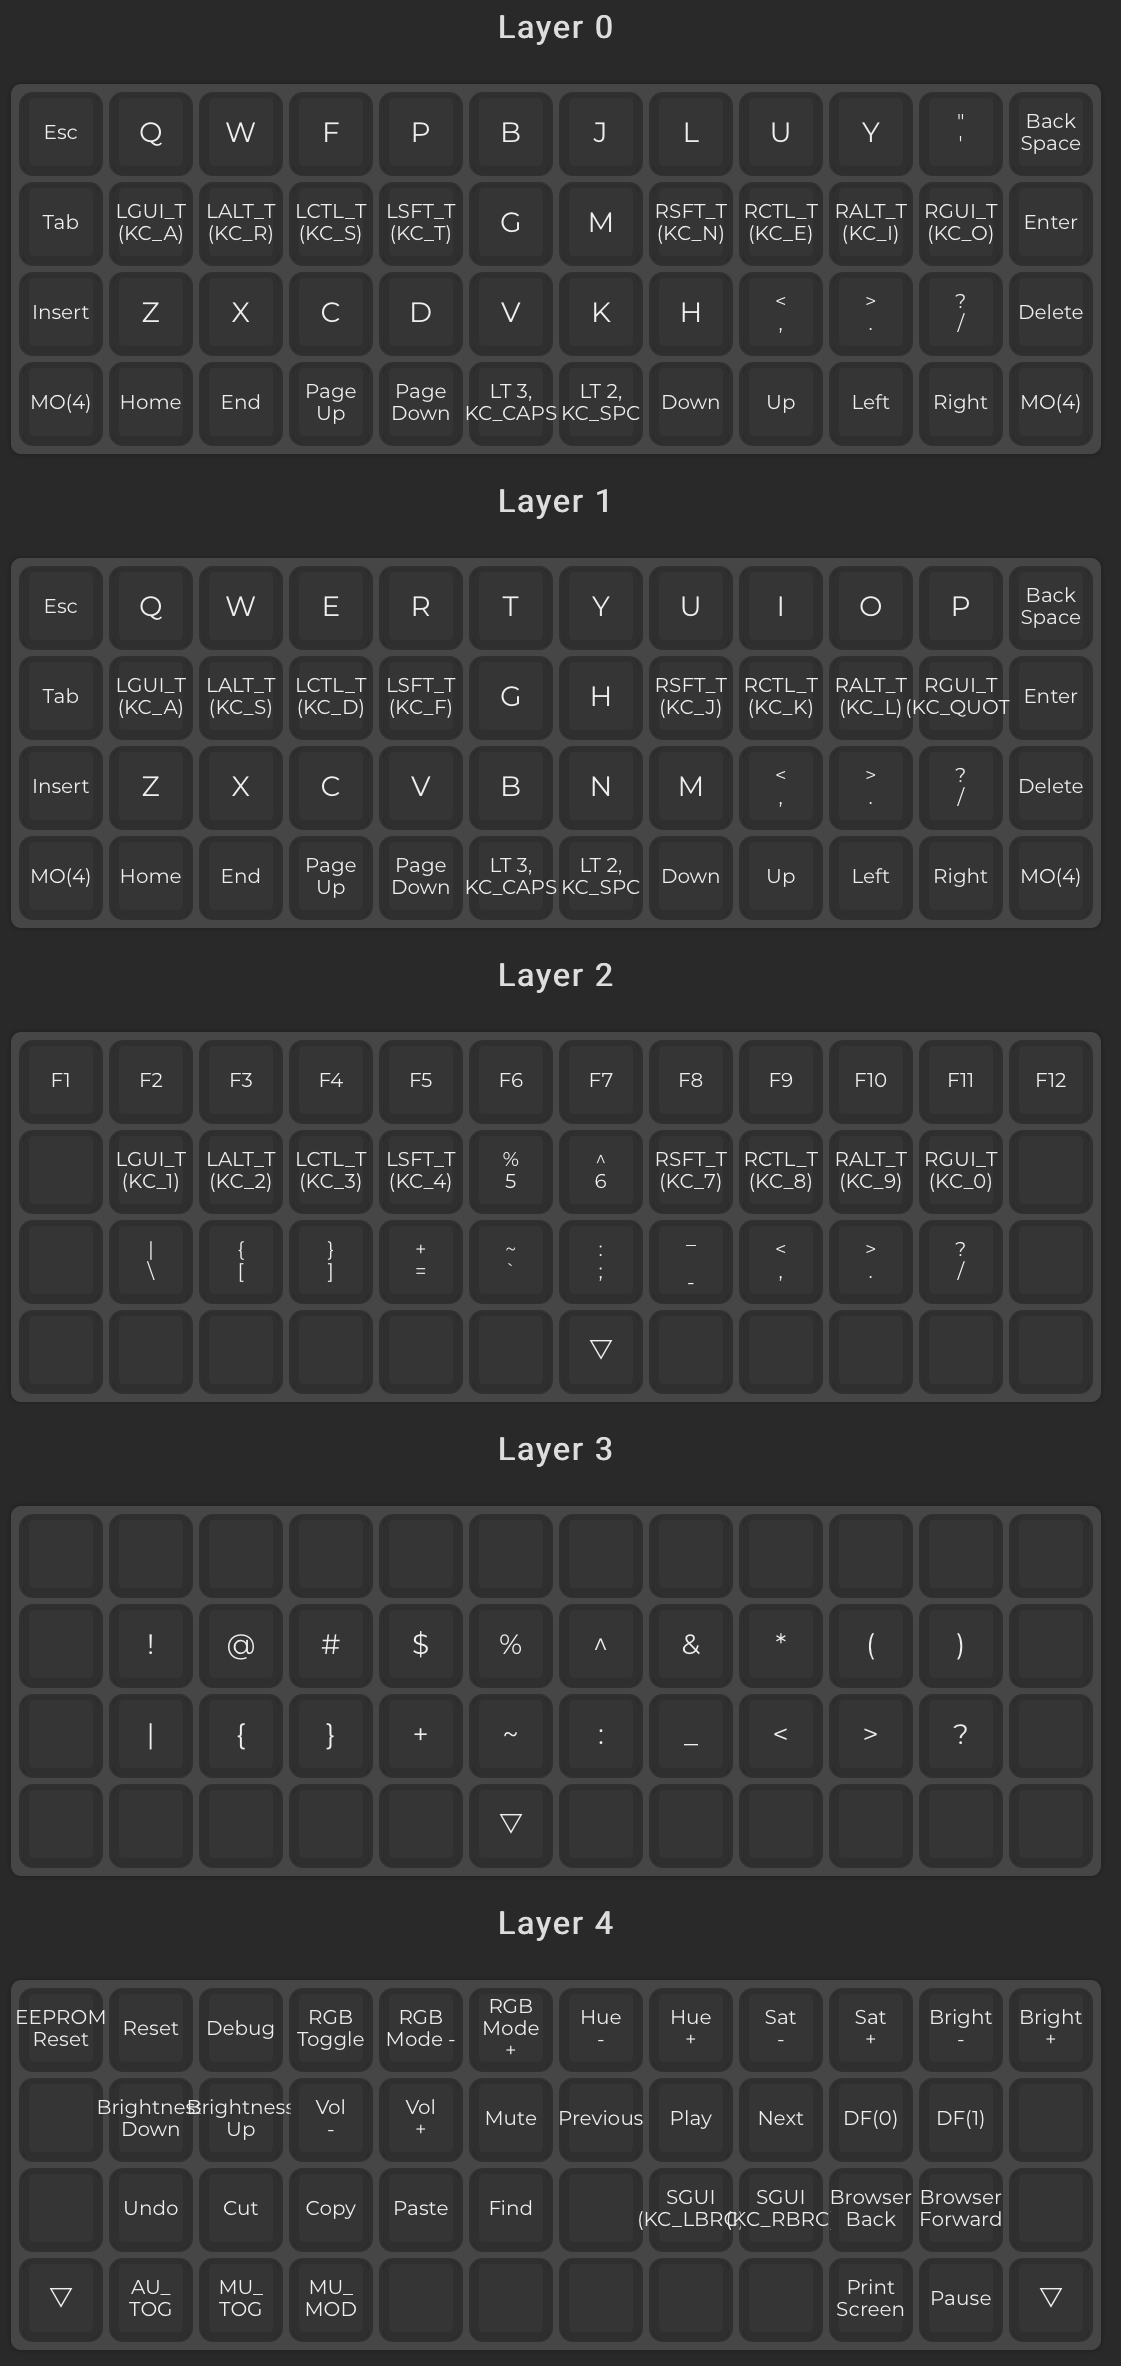 Layer 0
Esc Q W F P B J L U Y " ' Back Space
Tab LGUI_T (KC_A) LALT_T (KC_R) LCTL_T (KC_S) LSFT_T (KC_T) G M RSFT_T (KC_N) RCTL_T (KC_E) RALT_T (KC_I) RGUI_T (KC_O) Enter
Insert Z X C D V K H < , > . ? / Delete
MO(4) Home End Page Up Page Down LT 3, KC_CAPS LT 2, KC_SPC Down Up Left Right MO(4)
Layer 1
Esc Q W E R T Y U I O P Back Space
Tab LGUI_T (KC_A) LALT_T (KC_S) LCTL_T (KC_D) LSFT_T (KC_F) G H RSFT_T (KC_J) RCTL_T (KC_K) RALT_T (KC_L) RGUI_T (KC_QUOT Enter
Insert Z X C V B N M < , > . ? / Delete
MO(4) Home End Page Up Page Down LT 3, KC_CAPS LT 2, KC_SPC Down Up Left Right MO(4)
Layer 2
F1 F2 F3 F4 F5 F6 F7 F8 F9 F10 F11 F12
LGUI_T (KC_1) LALT_T (KC_2) LCTL_T (KC_3) LSFT_T (KC_4) % 5 ^ 6 RSFT_T (KC_7) RCTL_T (KC_8) RALT_T (KC_9) RGUI_T (KC_0)
| \ { [ } ] + = ~ ` : ; _ - < , > . ? /
▽
Layer 3
! @ # $ % ^ & * ( )
| { } + ~ : _ < > ?
▽
Layer 4
EEPROM Reset Reset Debug RGB Toggle RGB Mode - RGB Mode + Hue - Hue + Sat - Sat + Bright - Bright +
Brightness Down Brightness Up Vol - Vol + Mute Previous Play Next DF(0) DF(1)
Undo Cut Copy Paste Find SGUI (KC_LBRC) SGUI (KC_RBRC) Browser Back Browser Forward
▽ AU_ TOG MU_ TOG MU_ MOD Print Screen Pause ▽